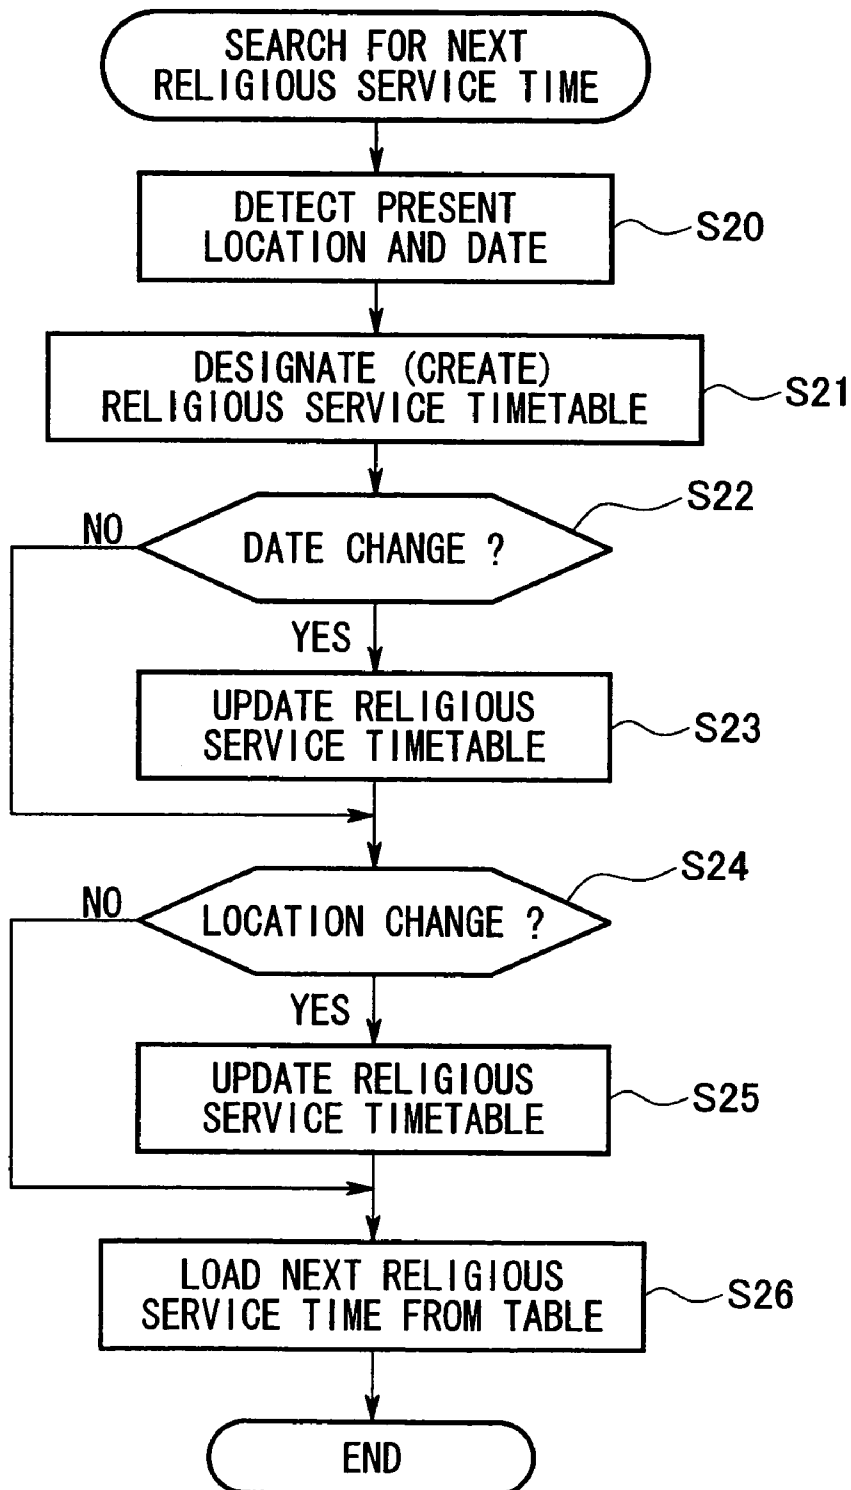 SEARCH FOR NEXT
RELIGIOUS SERVICE TIME
DETECT PRESENT
LOCATION AND DATE
S20
DESIGNATE (CREATE)
RELIGIOUS SERVICE TIMETABLE
S21
S22
NO
DATE CHANGE ?
YES
UPDATE RELIGIOUS
SERVICE TIMETABLE
S23
S24
NO
LOCATION CHANGE ?
YES
UPDATE RELIGIOUS
SERVICE TIMETABLE
S25
LOAD NEXT RELIGIOUS
SERVICE TIME FROM TABLE
S26
END